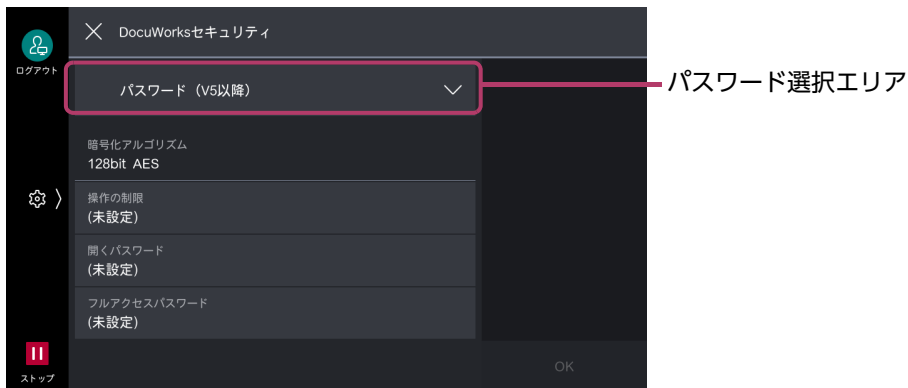 DocuWorksセキュリティ
ログアウト
パスワード（V5以降）
パスワード選択エリア
暗号化アルゴリズム
128bit AES
操作の制限
(未設定)
開くパスワード
(未設定)
フルアクセスパスワード
(未設定)
OK
ストップ